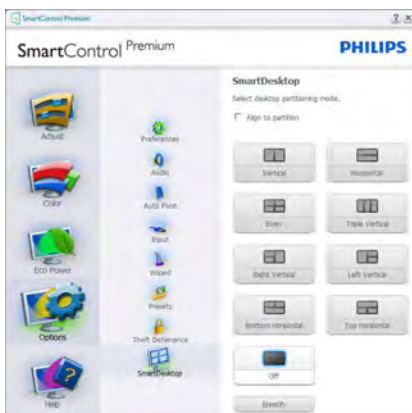 SmartControl Premium
SmartControl Premium
PHILIPS
Adjust
Color
Eco Power
Options
Help
Preferences
Audio
Auto Pivot
Input
Wizard
Presets
Theft Deterrence
SmartDesktop
SmartDesktop
Select desktop partitioning mode.
Align to partition
Vertical
Horizontal
Even
Triple Vertical
Right Vertical
Left Vertical
Bottom horizontal
Top horizontal
Off
Identify